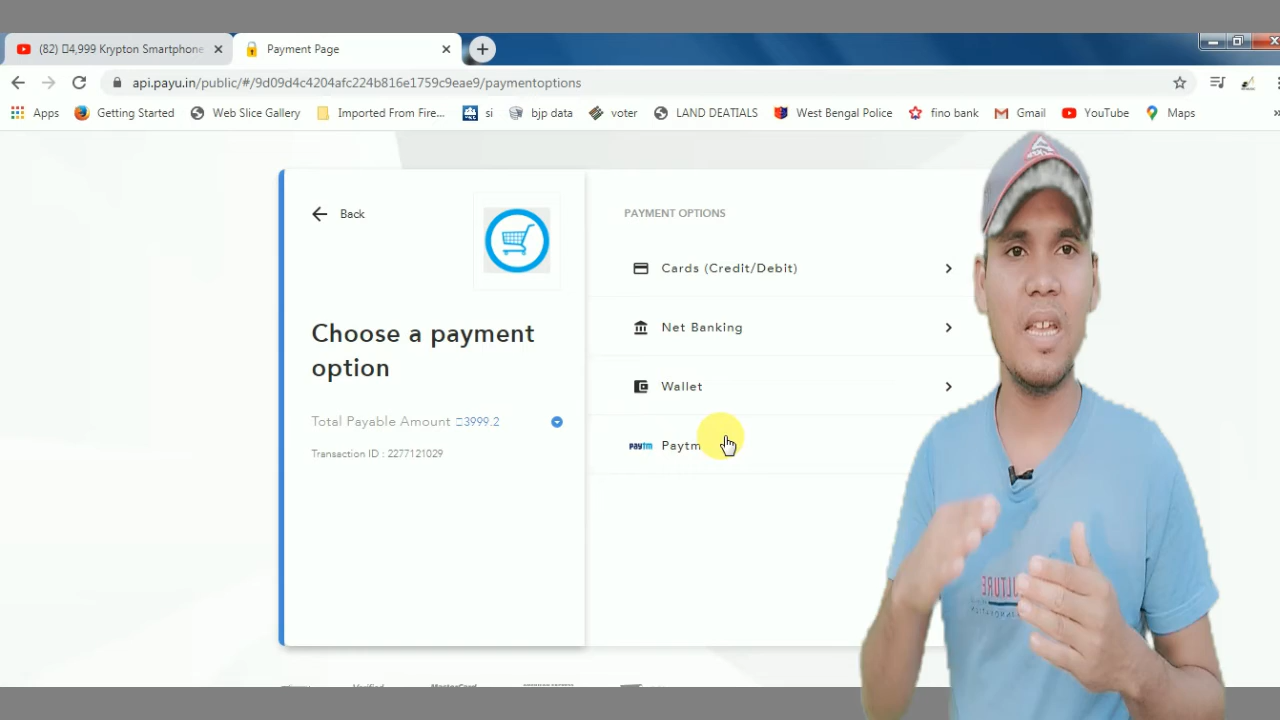 (82) ▯4,999 Krypton Smartphone
Payment Page
api.payu.in/public/#/9d09d4c4204afc224b816e1759c9eae9/paymentoptions
Apps Getting Started Web Slice Gallery Imported From Fire... si bjp data voter LAND DEATIALS West Bengal Police fino bank Gmail YouTube Maps »
Back
Choose a payment
option
Total Payable Amount ▯3999.2
Transaction ID : 2277121029
PAYMENT OPTIONS
Cards (Credit/Debit)
Net Banking
Wallet
paytm Paytm